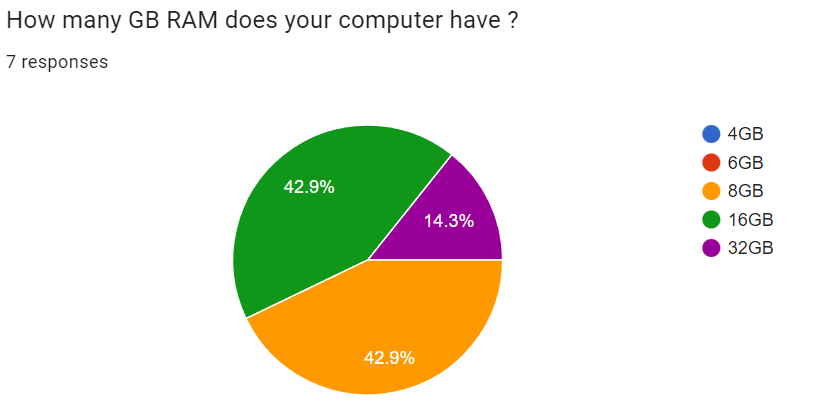 How many GB RAM does your computer have ?
7 responses
42.9%
14.3%
42.9%
4GB
6GB
8GB
16GB
32GB